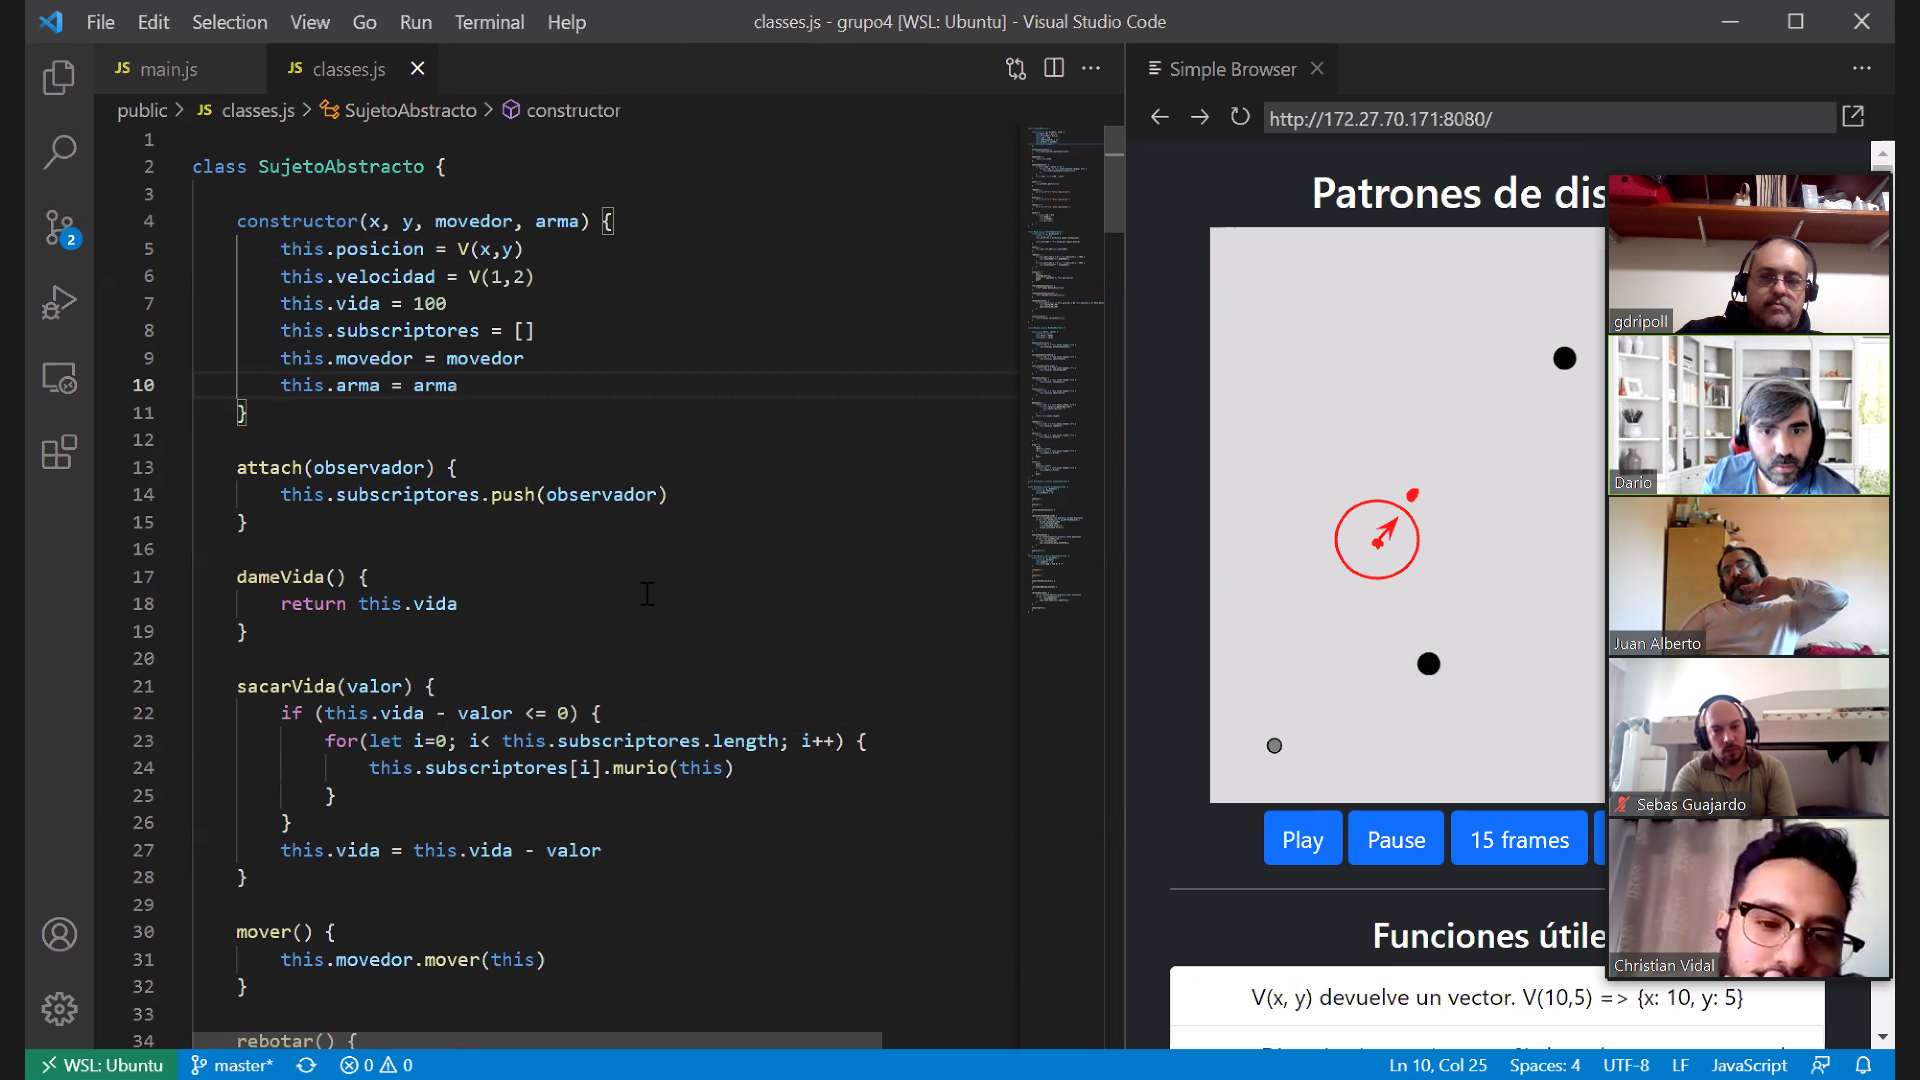 File Edit Selection View Go Run Terminal Help
classes.js - grupo4 [WSL: Ubuntu] - Visual Studio Code
JS main.js
JS classes.js
public > JS classes.js > SujetoAbstracto > constructor
1
2 class SujetoAbstracto {
3
4 constructor(x, y, movedor, arma) {
5 this.posicion = V(x,y)
6 this.velocidad = V(1,2)
7 this.vida = 100
8 this.subscriptores = []
9 this.movedor = movedor
10 this.arma = arma
11 }
12
13 attach(observador) {
14 this.subscriptores.push(observador)
15 }
16
17 dameVida() {
18 return this.vida
19 }
20
21 sacarVida(valor) {
22 if (this.vida - valor <= 0) {
23 for(let i=0; i< this.subscriptores.length; i++) {
24 this.subscriptores[i].murio(this)
25 }
26 }
27 this.vida = this.vida - valor
28 }
29
30 mover() {
31 this.movedor.mover(this)
32 }
33
34 rebotar() {
2
Simple Browser
http://172.27.70.171:8080/
Patrones de dis
Play
Pause
15 frames
Funciones útile
V(x, y) devuelve un vector. V(10,5) => {x: 10, y: 5}
gdripoll
Dario
Juan Alberto
Sebas Guajardo
Christian Vidal
WSL: Ubuntu
master*
0 0
Ln 10, Col 25
Spaces: 4
UTF-8
LF
JavaScript